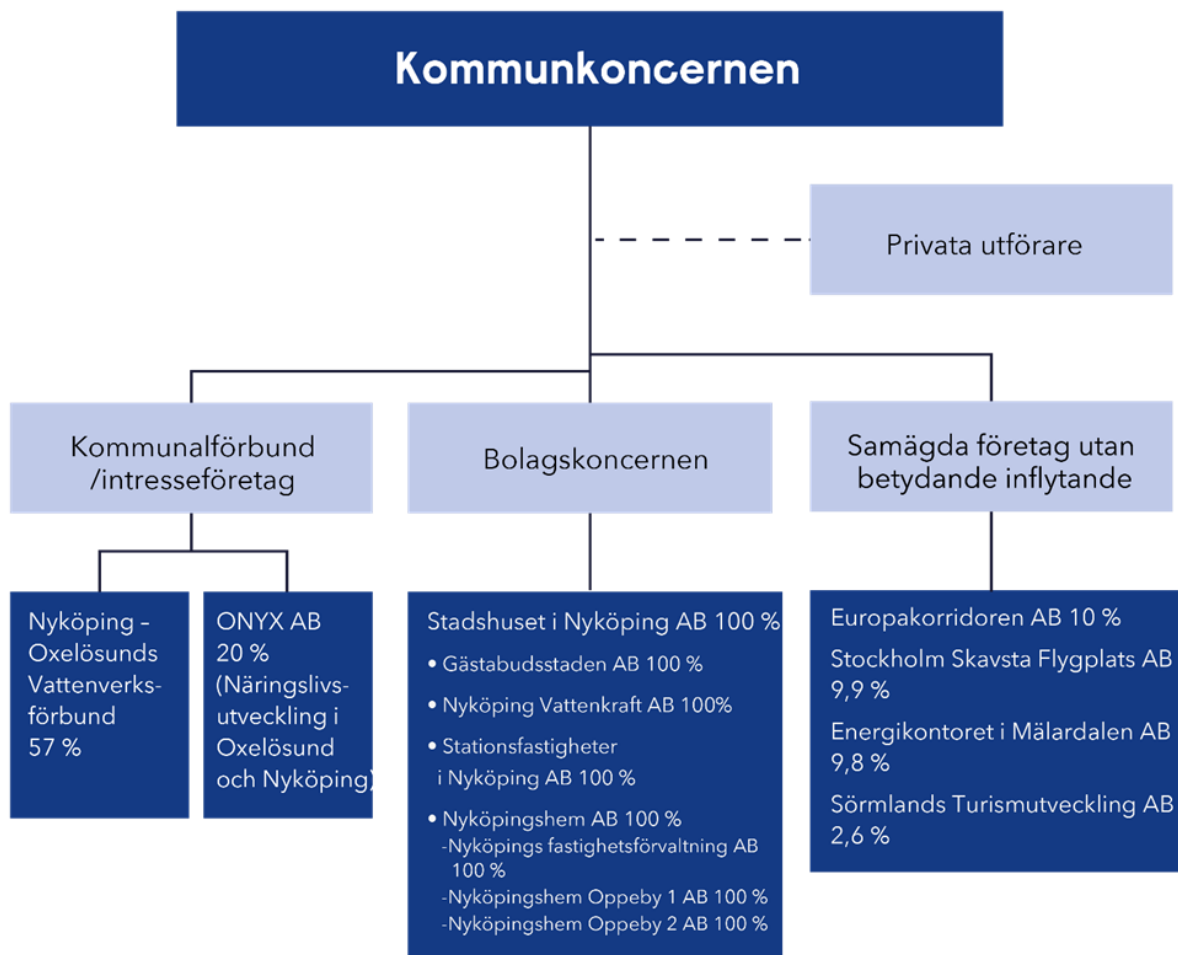 Kommunkoncernen
Privata utförare
Kommunalförbund
/intresseföretag
Bolagskoncernen
Samägda företag utan
betydande inflytande
Nyköping –
Oxelösunds
Vattenverks-
förbund
57 %
ONYX AB
20 %
(Näringslivs-
utveckling i
Oxelösund
och Nyköping)
Stadshuset i Nyköping AB 100 %
• Gästabudsstaden AB 100 %
• Nyköping Vattenkraft AB 100%
• Stationsfastigheter
i Nyköping AB 100 %
• Nyköpingshem AB 100 %
-Nyköpings fastighetsförvaltning AB
100 %
-Nyköpingshem Oppeby 1 AB 100 %
-Nyköpingshem Oppeby 2 AB 100 %
Europakorridoren AB 10 %
Stockholm Skavsta Flygplats AB
9,9 %
Energikontoret i Mälardalen AB
9,8 %
Sörmlands Turismutveckling AB
2,6 %